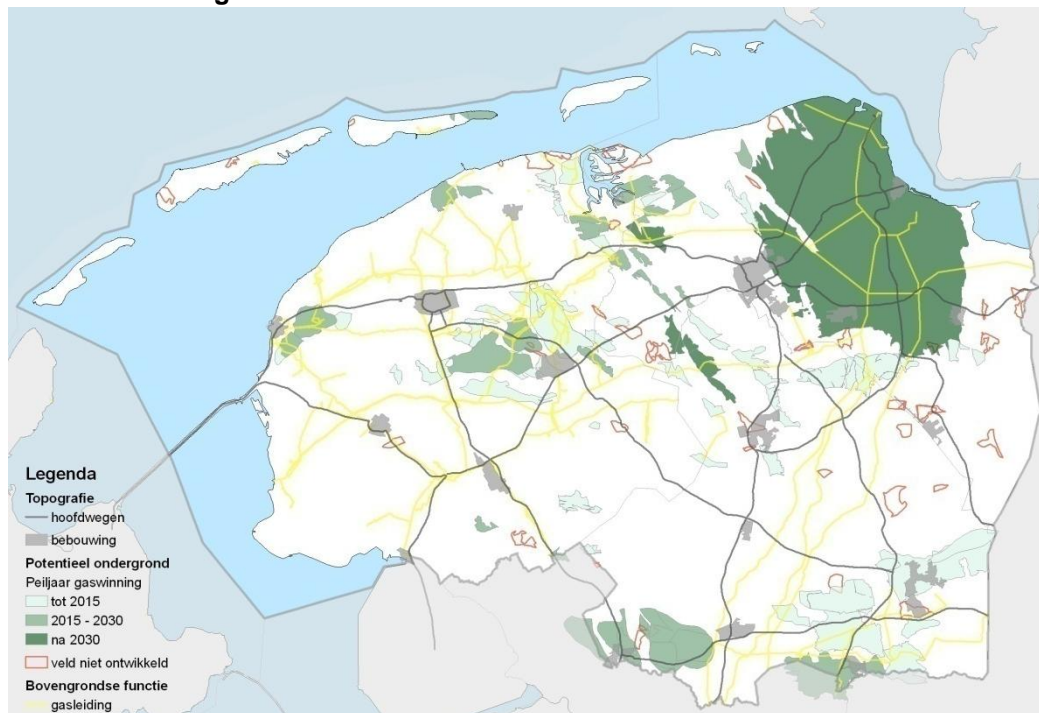 Legenda
Topografie
hoofdwegen
bebouwing
Potentieel ondergrond
Peiljaar gaswinning
tot 2015
2015 - 2030
na 2030
veld niet ontwikkeld
Bovengrondse functie
gasleiding